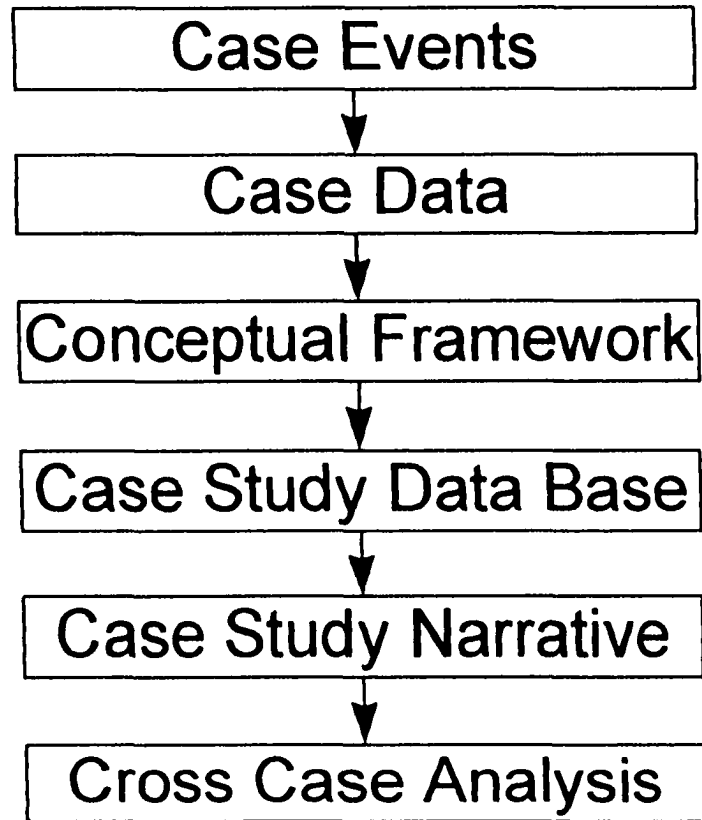 Case Events
Case Data
Conceptual Framework
Case Study Data Base
Case Study Narrative
Cross Case Analysis